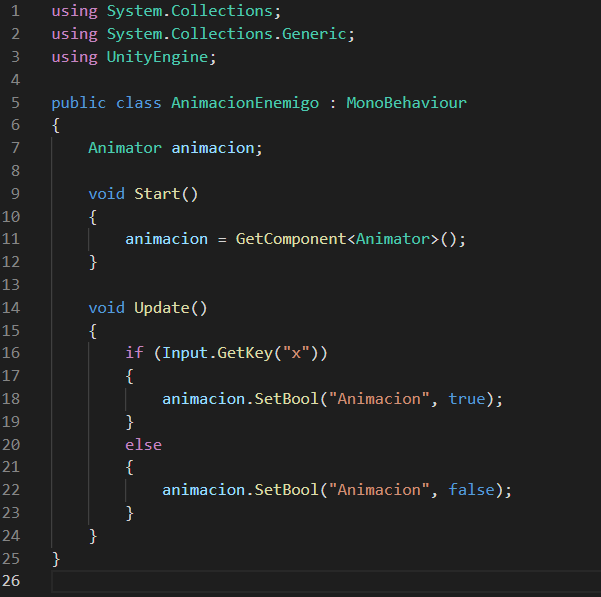 1 using System.Collections;
2 using System.Collections.Generic;
3 using UnityEngine;
4
5 public class AnimacionEnemigo : MonoBehaviour
6 {
7     Animator animacion;
8
9     void Start()
10     {
11         animacion = GetComponent<Animator>();
12     }
13
14     void Update()
15     {
16         if (Input.GetKey("x"))
17         {
18             animacion.SetBool("Animacion", true);
19         }
20         else
21         {
22             animacion.SetBool("Animacion", false);
23         }
24     }
25 }
26